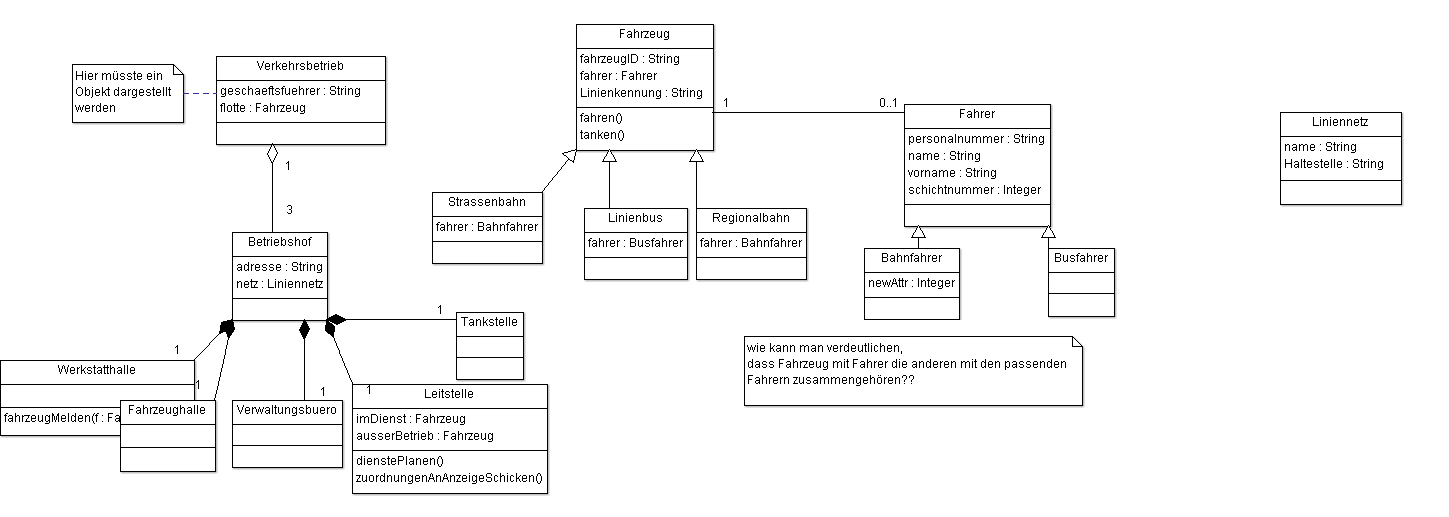 Hier müsste ein
Objekt dargestellt
werden
Verkehrsbetrieb
geschaeftsfuehrer : String
flotte : Fahrzeug
1
3
Betriebshof
adresse : String
netz : Liniennetz
1
Werkstatthalle
fahrzeugMelden(f : Fa
1
Fahrzeughalle
1
Verwaltungsbuero
1
Leitstelle
imDienst : Fahrzeug
ausserBetrieb : Fahrzeug
dienstePlanen()
zuordnungenAnAnzeigeSchicken()
1
Tankstelle
Fahrzeug
fahrzeugID : String
fahrer : Fahrer
Linienkennung : String
fahren()
tanken()
1
0..1
Strassenbahn
fahrer : Bahnfahrer
Linienbus
fahrer : Busfahrer
Regionalbahn
fahrer : Bahnfahrer
Fahrer
personalnummer : String
name : String
vorname : String
schichtnummer : Integer
Bahnfahrer
newAttr : Integer
Busfahrer
wie kann man verdeutlichen,
dass Fahrzeug mit Fahrer die anderen mit den passenden
Fahrern zusammengehören??
Liniennetz
name : String
Haltestelle : String